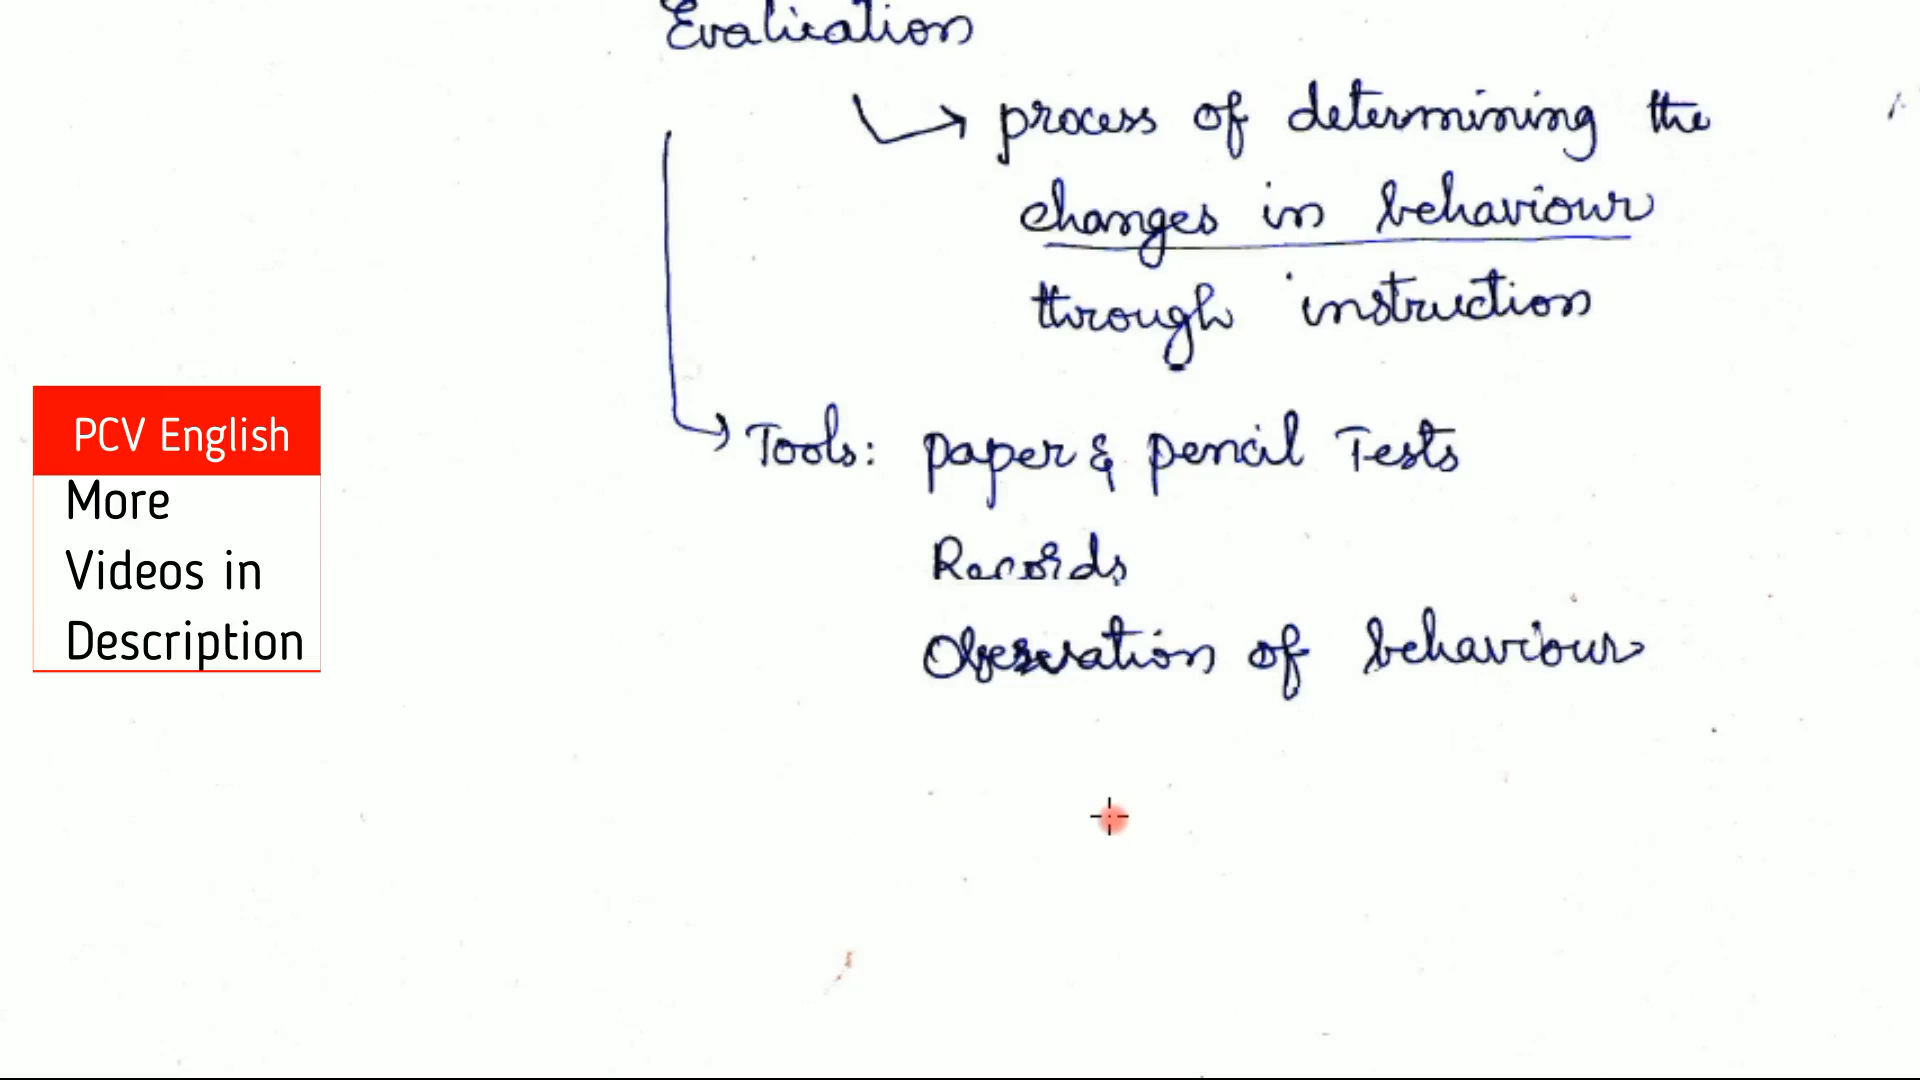 Evaluation
process of determining the
changes in behaviour
through instruction
Tools: paper & pencil Tests
Records
Observation of behaviour
PCV English
More
Videos in
Description